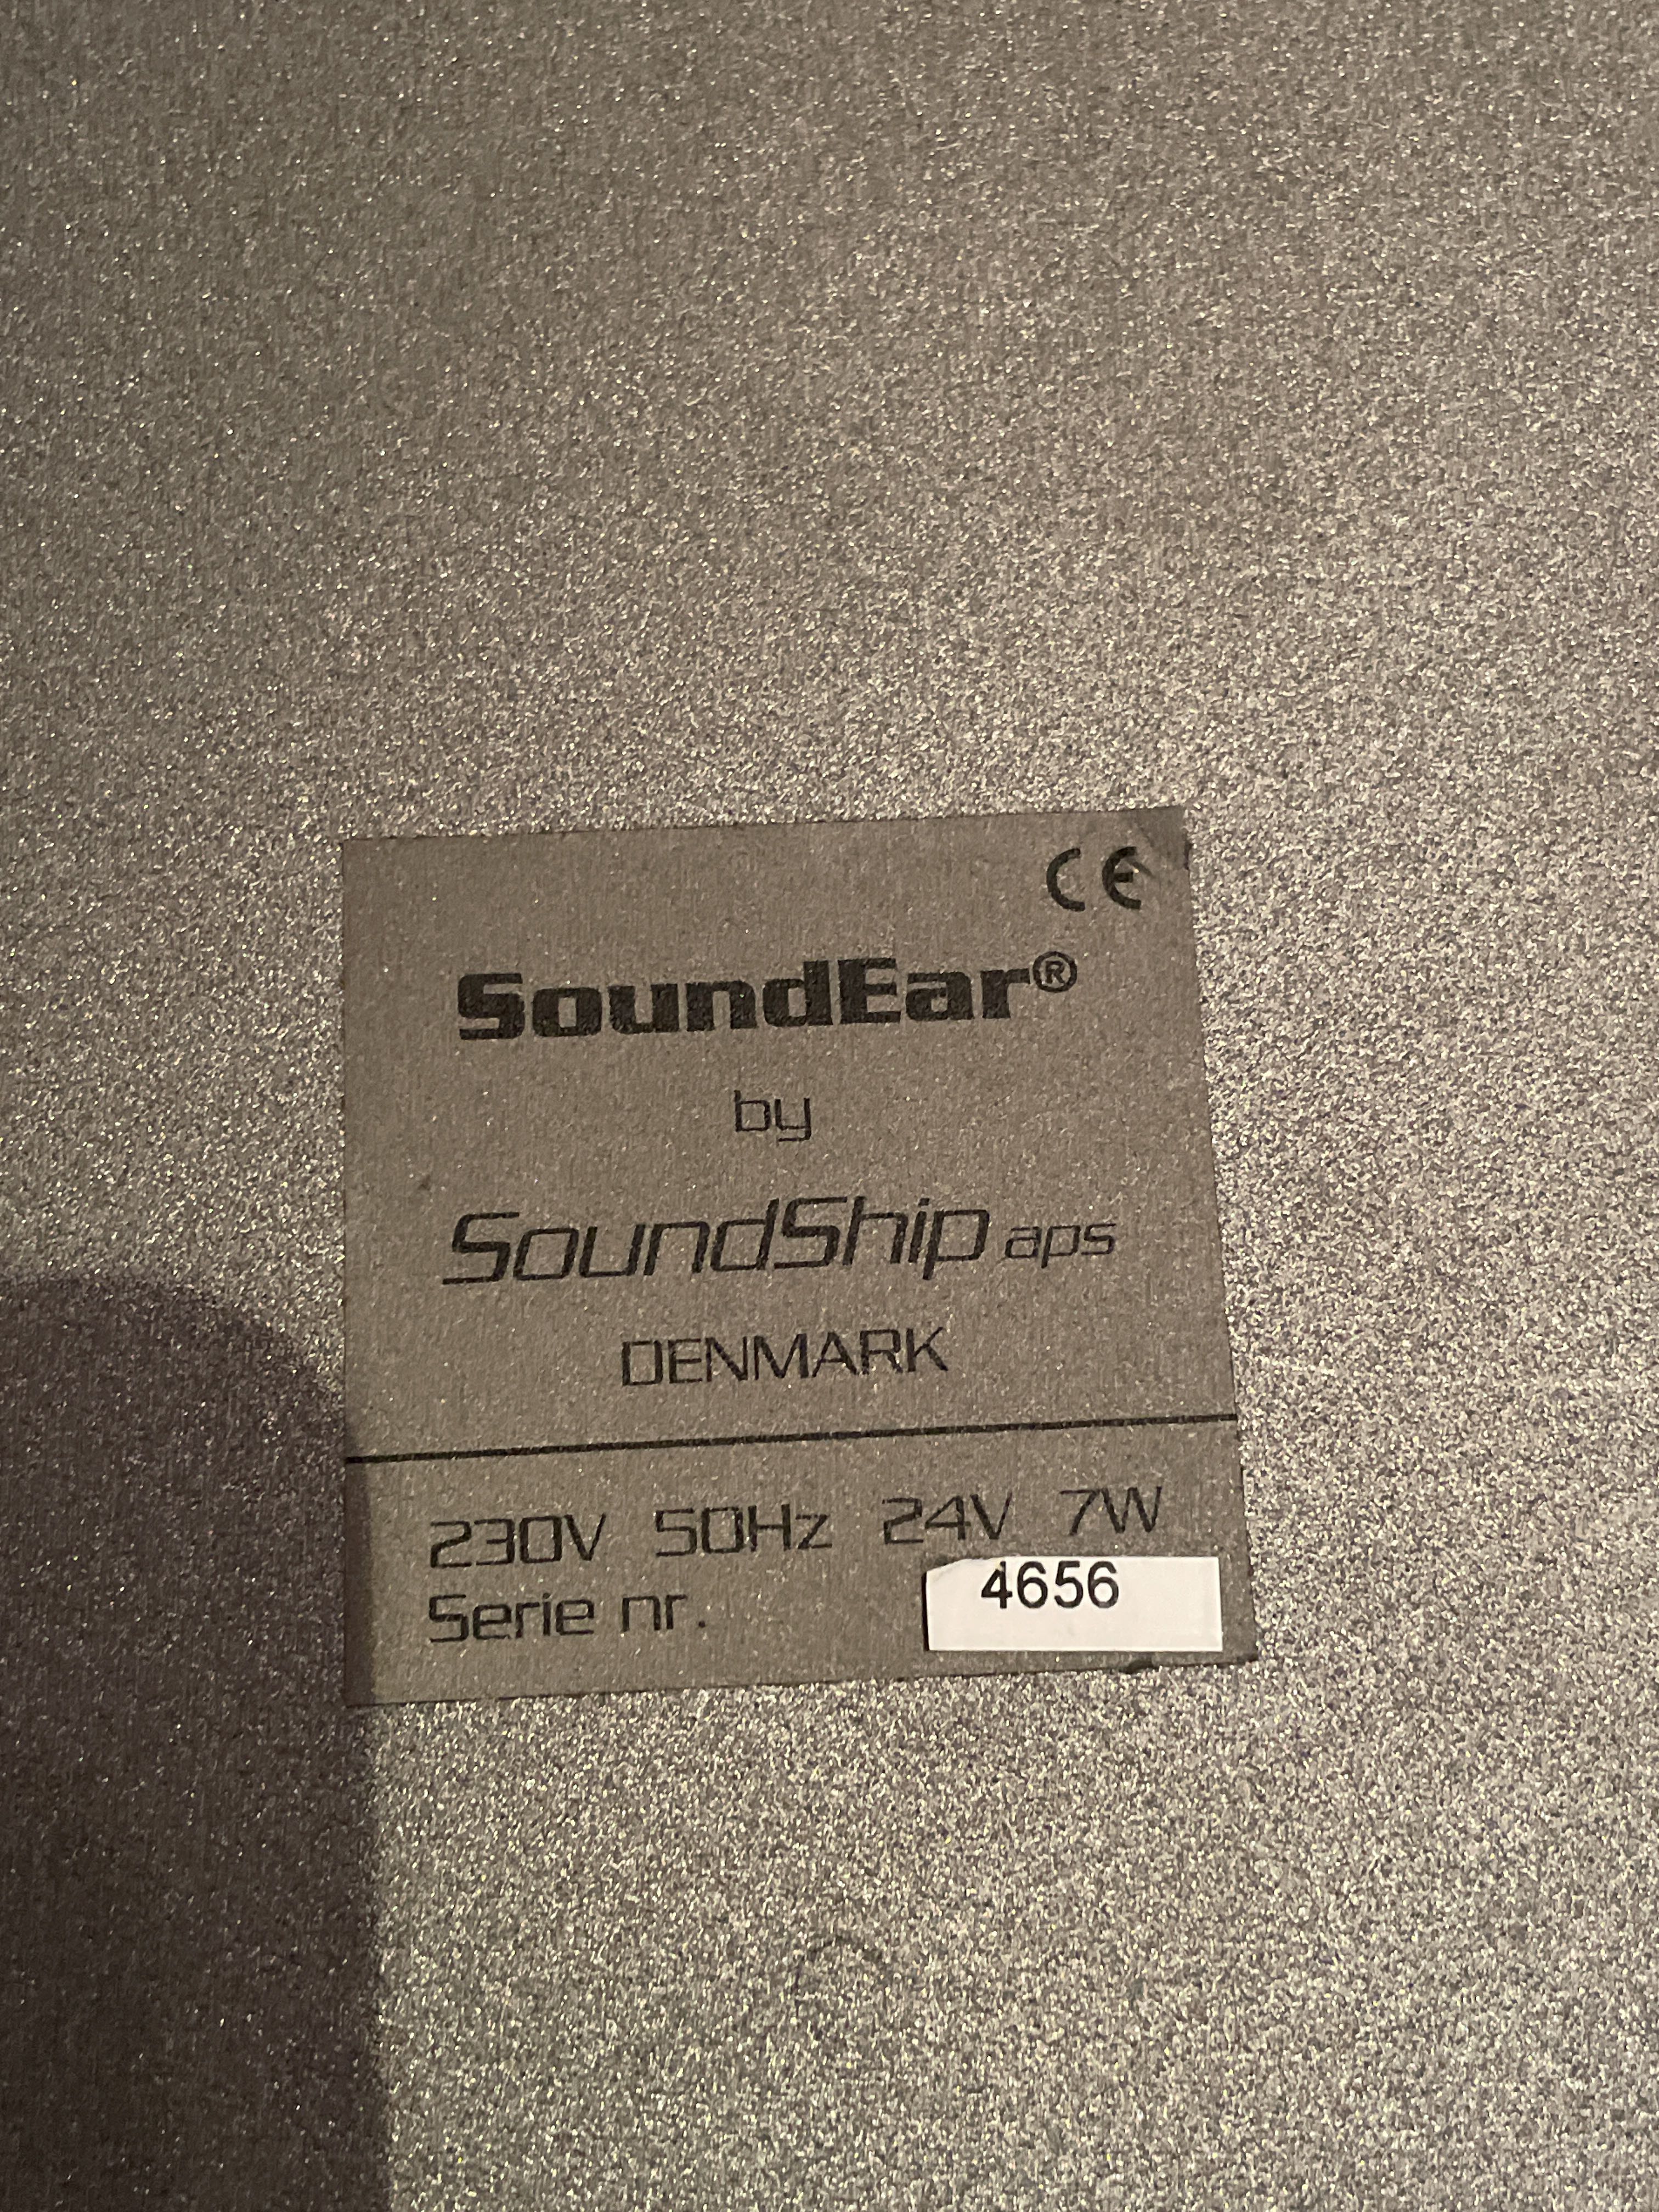 CE
SoundEar®
by
SoundShip aps
DENMARK
230V 50Hz 24V 7W
Serie nr. 4656